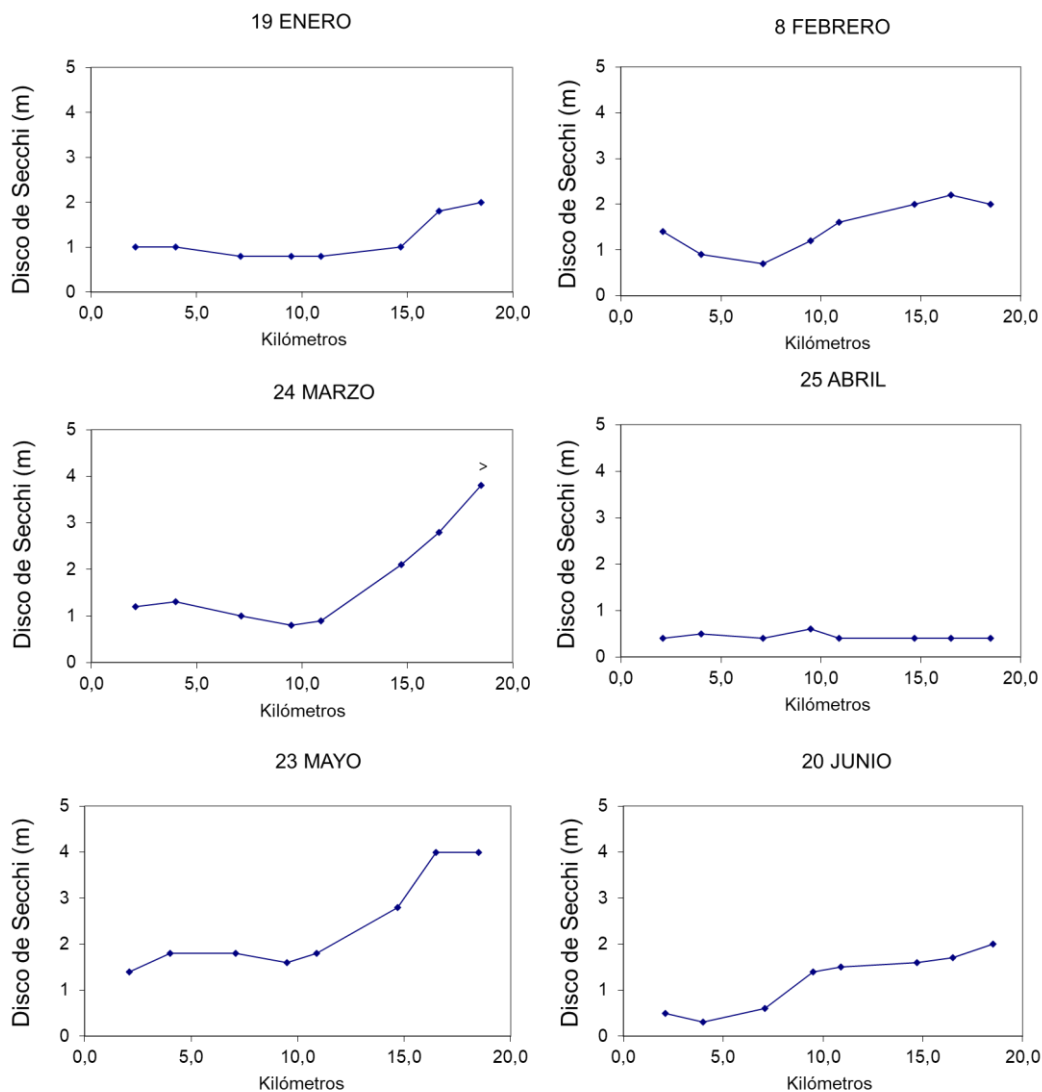 19 ENERO
Disco de Secchi (m)
5
4
3
2
1
0
0,0 5,0 10,0 15,0 20,0
Kilómetros
8 FEBRERO
Disco de Secchi (m)
5
4
3
2
1
0
0,0 5,0 10,0 15,0 20,0
Kilómetros
24 MARZO
Disco de Secchi (m)
5
4
3
2
1
0
>
0,0 5,0 10,0 15,0 20,0
Kilómetros
25 ABRIL
Disco de Secchi (m)
5
4
3
2
1
0
0,0 5,0 10,0 15,0 20,0
Kilómetros
23 MAYO
Disco de Secchi (m)
5
4
3
2
1
0
0,0 5,0 10,0 15,0 20,0
Kilómetros
20 JUNIO
Disco de Secchi (m)
5
4
3
2
1
0
0,0 5,0 10,0 15,0 20,0
Kilómetros